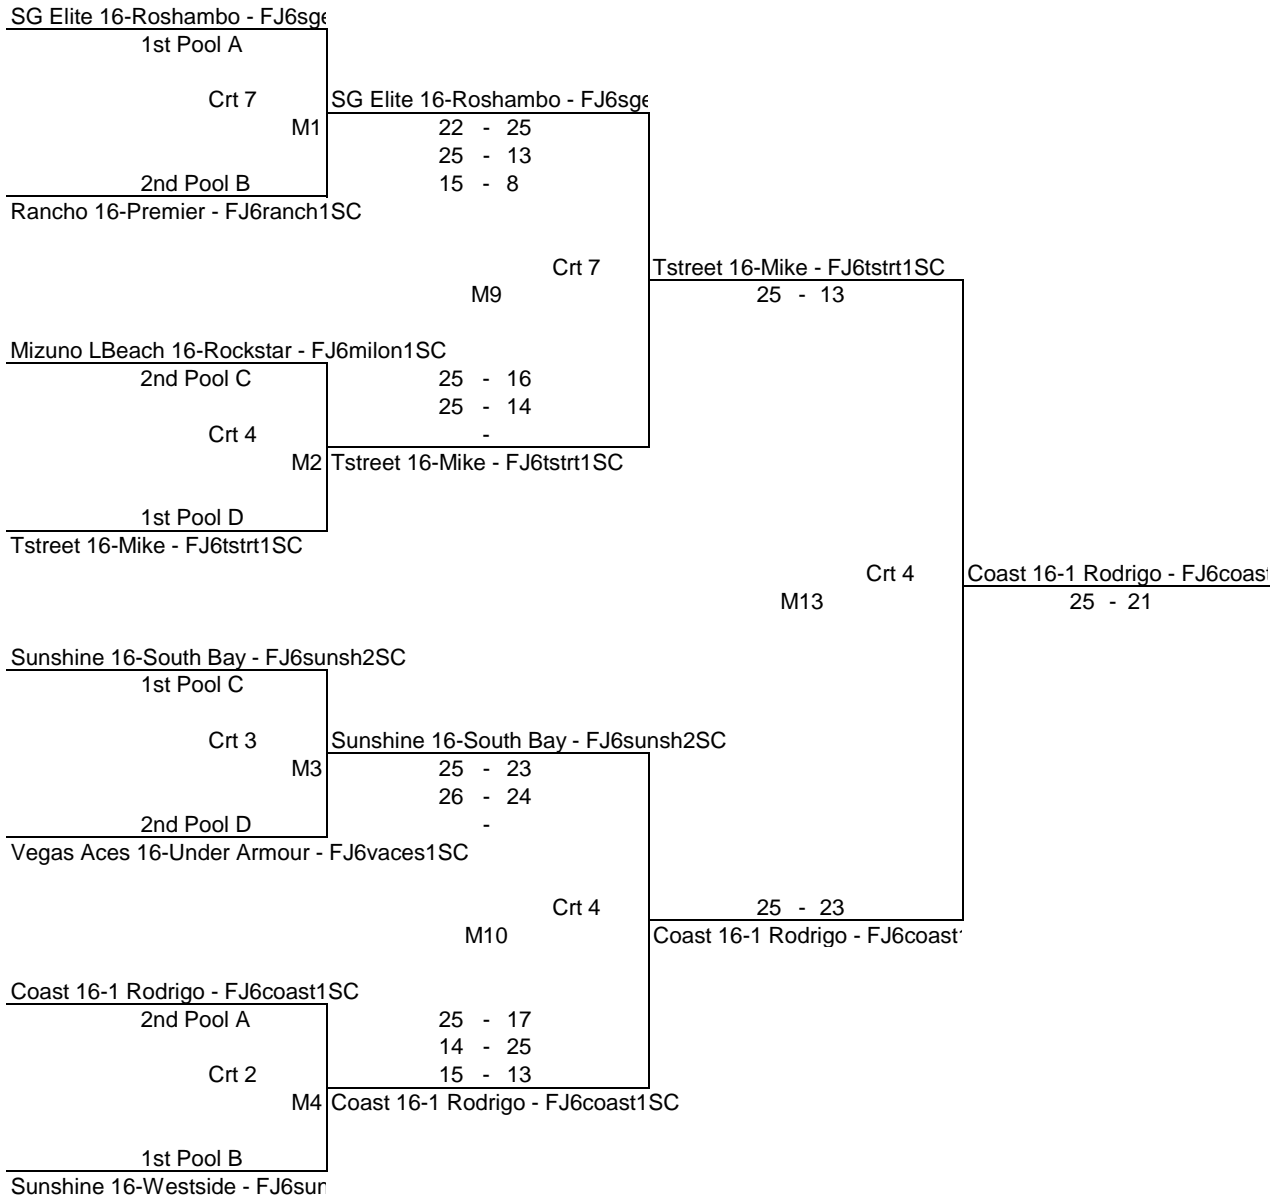 SG Elite 16-Roshambo - FJ6sge
1st Pool A
Crt 7
SG Elite 16-Roshambo - FJ6sge
M1
22 - 25
25 - 13
2nd Pool B
15 - 8
Rancho 16-Premier - FJ6ranch1SC
Crt 7
Tstreet 16-Mike - FJ6tstrt1SC
M9
25 - 13
Mizuno LBeach 16-Rockstar - FJ6milon1SC
2nd Pool C
25 - 16
25 - 14
Crt 4
-
M2
Tstreet 16-Mike - FJ6tstrt1SC
1st Pool D
Tstreet 16-Mike - FJ6tstrt1SC
Crt 4
Coast 16-1 Rodrigo - FJ6coast
M13
25 - 21
Sunshine 16-South Bay - FJ6sunsh2SC
1st Pool C
Crt 3
Sunshine 16-South Bay - FJ6sunsh2SC
M3
25 - 23
26 - 24
2nd Pool D
-
Vegas Aces 16-Under Armour - FJ6vaces1SC
Crt 4
25 - 23
M10
Coast 16-1 Rodrigo - FJ6coast1
Coast 16-1 Rodrigo - FJ6coast1SC
2nd Pool A
25 - 17
14 - 25
Crt 2
15 - 13
M4
Coast 16-1 Rodrigo - FJ6coast1SC
1st Pool B
Sunshine 16-Westside - FJ6sun